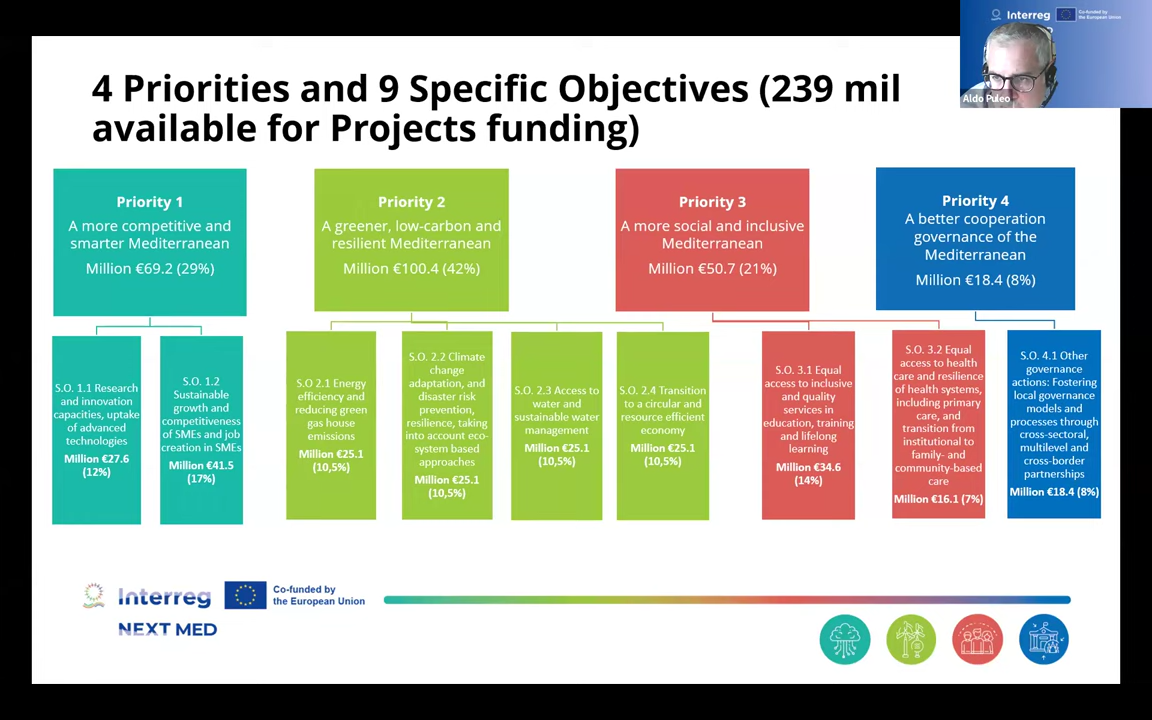 Interreg
Co-funded by
the European Union
Aldo Puleo
4 Priorities and 9 Specific Objectives (239 mil
available for Projects funding)
Priority 1
A more competitive and
smarter Mediterranean
Million €69.2 (29%)
Priority 2
A greener, low-carbon and
resilient Mediterranean
Million €100.4 (42%)
Priority 3
A more social and inclusive
Mediterranean
Million €50.7 (21%)
Priority 4
A better cooperation
governance of the
Mediterranean
Million €18.4 (8%)
S.O. 1.1 Research
and innovation
capacities, uptake
of advanced
technologies
Million €27.6
(12%)
S.O. 1.2
Sustainable
growth and
competitiveness
of SMEs and job
creation in SMEs
Million €41.5
(17%)
S.O 2.1 Energy
efficiency and
reducing green
gas house
emissions
Million €25.1
(10,5%)
S.O. 2.2 Climate
change
adaptation, and
disaster risk
prevention,
resilience, taking
into account eco-
system based
approaches
Million €25.1
(10,5%)
S.O. 2.3 Access to
water and
sustainable water
management
Million €25.1
(10,5%)
S.O. 2.4 Transition
to a circular and
resource efficient
economy
Million €25.1
(10,5%)
S.O. 3.1 Equal
access to inclusive
and quality
services in
education, training
and lifelong
learning
Million €34.6
(14%)
S.O. 3.2 Equal
access to health
care and resilience
of health systems,
including primary
care, and
transition from
institutional to
family- and
community-based
care
Million €16.1 (7%)
S.O. 4.1 Other
governance
actions: Fostering
local governance
models and
processes through
cross-sectoral,
multilevel and
cross-border
partnerships
Million €18.4 (8%)
Interreg
Co-funded by
the European Union
NEXT MED